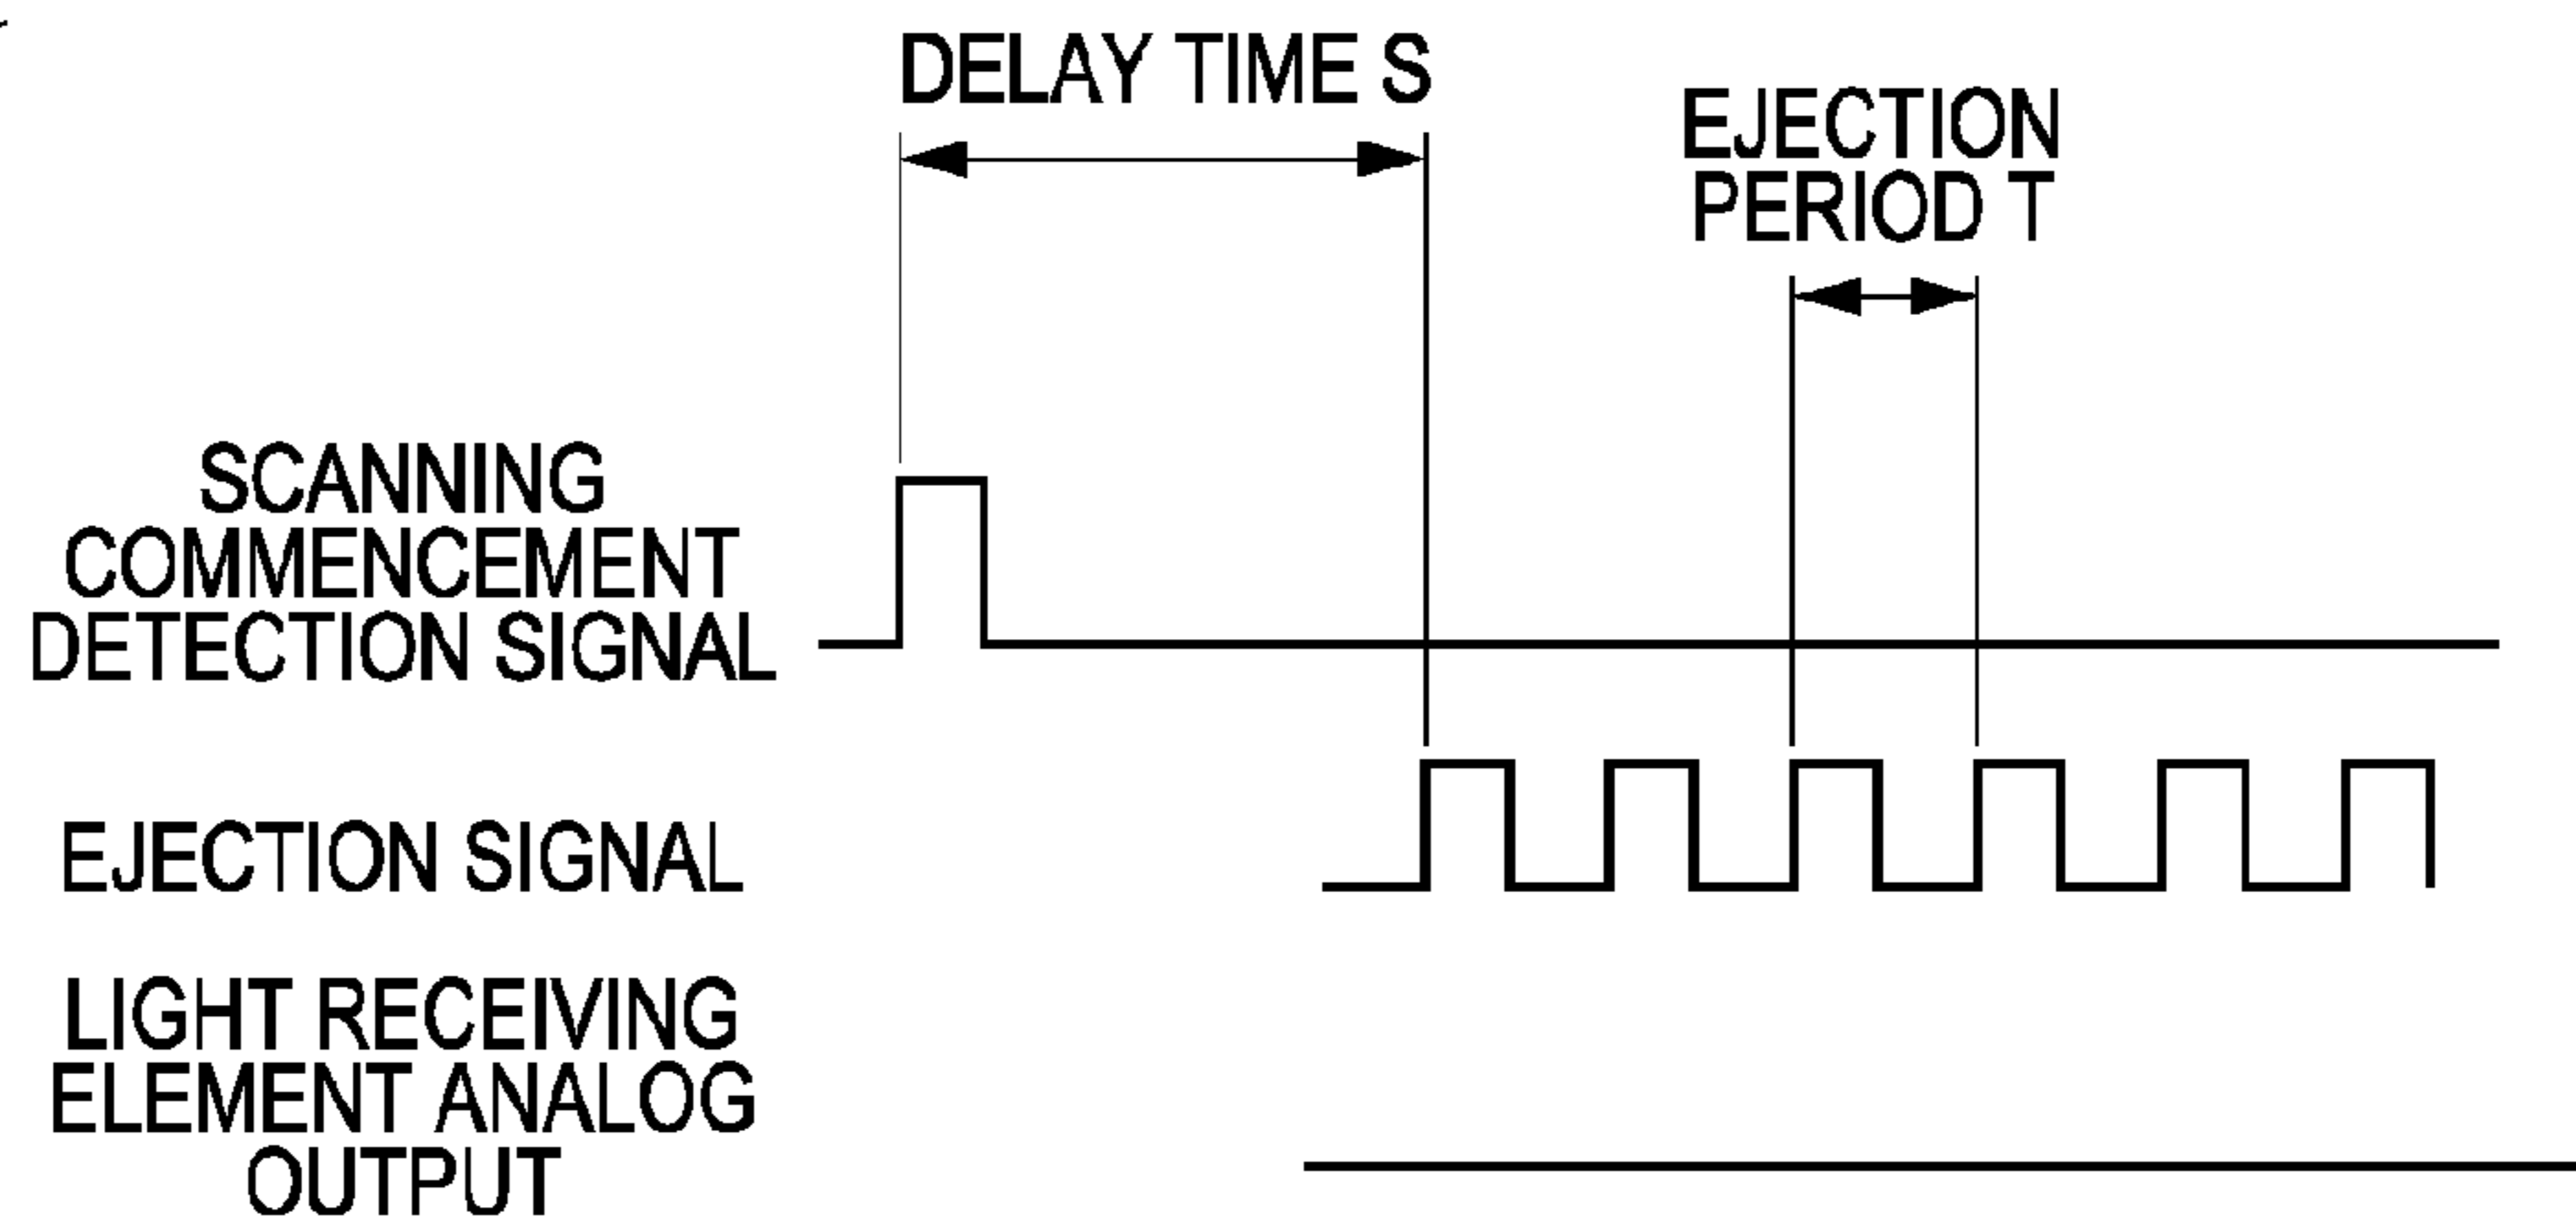 DELAY TIME S
EJECTION
PERIOD T
SCANNING
COMMENCEMENT
DETECTION SIGNAL
EJECTION SIGNAL
LIGHT RECEIVING
ELEMENT ANALOG
OUTPUT